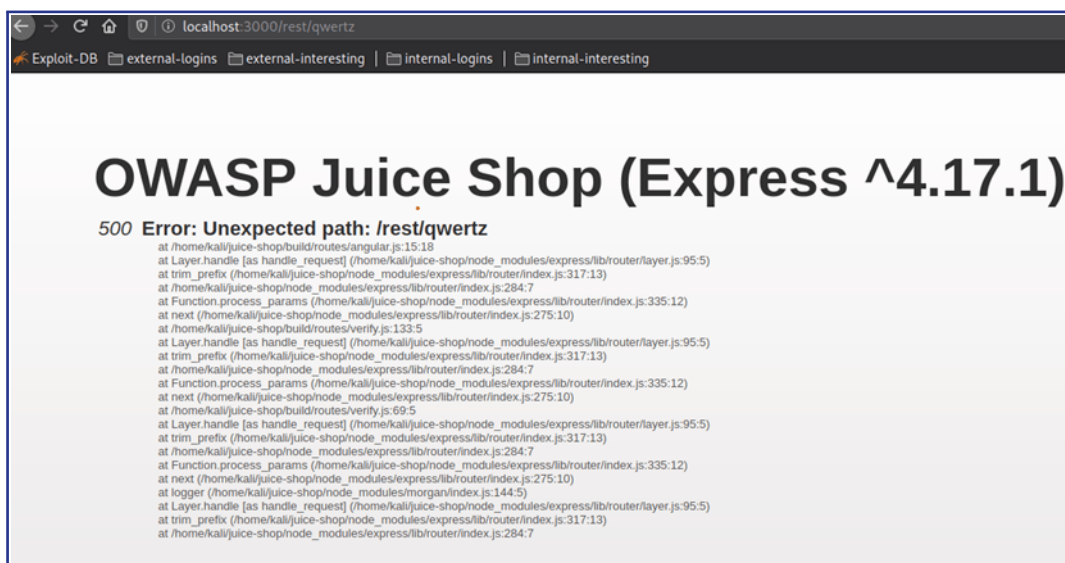 localhost:3000/rest/qwertz
Exploit-DB external-logins external-interesting | internal-logins | internal-interesting
OWASP Juice Shop (Express ^4.17.1)
500 Error: Unexpected path: /rest/qwertz
at /home/kali/juice-shop/build/routes/angular.js:15:18
at Layer.handle [as handle_request] (/home/kali/juice-shop/node_modules/express/lib/router/layer.js:95:5)
at trim_prefix (/home/kali/juice-shop/node_modules/express/lib/router/index.js:317:13)
at /home/kali/juice-shop/node_modules/express/lib/router/index.js:284:7
at Function.process_params (/home/kali/juice-shop/node_modules/express/lib/router/index.js:335:12)
at next (/home/kali/juice-shop/node_modules/express/lib/router/index.js:275:10)
at /home/kali/juice-shop/build/routes/verify.js:133:5
at Layer.handle [as handle_request] (/home/kali/juice-shop/node_modules/express/lib/router/layer.js:95:5)
at trim_prefix (/home/kali/juice-shop/node_modules/express/lib/router/index.js:317:13)
at /home/kali/juice-shop/node_modules/express/lib/router/index.js:284:7
at Function.process_params (/home/kali/juice-shop/node_modules/express/lib/router/index.js:335:12)
at next (/home/kali/juice-shop/node_modules/express/lib/router/index.js:275:10)
at /home/kali/juice-shop/build/routes/verify.js:69:5
at Layer.handle [as handle_request] (/home/kali/juice-shop/node_modules/express/lib/router/layer.js:95:5)
at trim_prefix (/home/kali/juice-shop/node_modules/express/lib/router/index.js:317:13)
at /home/kali/juice-shop/node_modules/express/lib/router/index.js:284:7
at Function.process_params (/home/kali/juice-shop/node_modules/express/lib/router/index.js:335:12)
at next (/home/kali/juice-shop/node_modules/express/lib/router/index.js:275:10)
at logger (/home/kali/juice-shop/node_modules/morgan/index.js:144:5)
at Layer.handle [as handle_request] (/home/kali/juice-shop/node_modules/express/lib/router/layer.js:95:5)
at trim_prefix (/home/kali/juice-shop/node_modules/express/lib/router/index.js:317:13)
at /home/kali/juice-shop/node_modules/express/lib/router/index.js:284:7